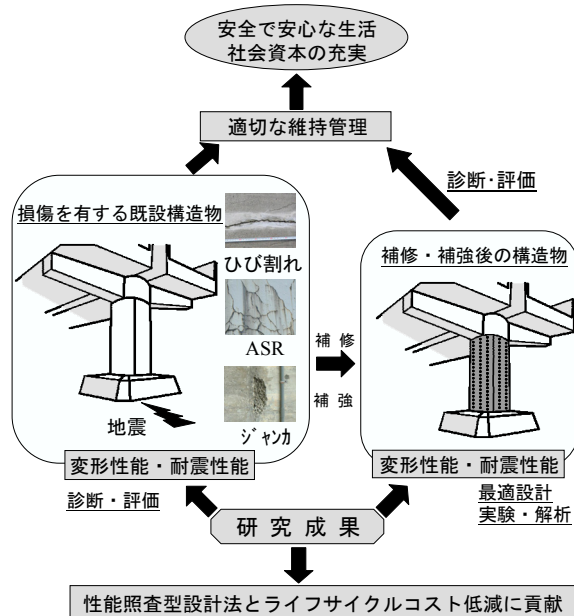 安全で安心な生活
社会資本の充実
適切な維持管理
診断・評価
損傷を有する既設構造物
ひび割れ
ASR
ジャンカ
地震
変形性能・耐震性能
診断・評価
補 修
補 強
補修・補強後の構造物
変形性能・耐震性能
最適設計
実験・解析
研 究 成 果
性能照査型設計法とライフサイクルコスト低減に貢献